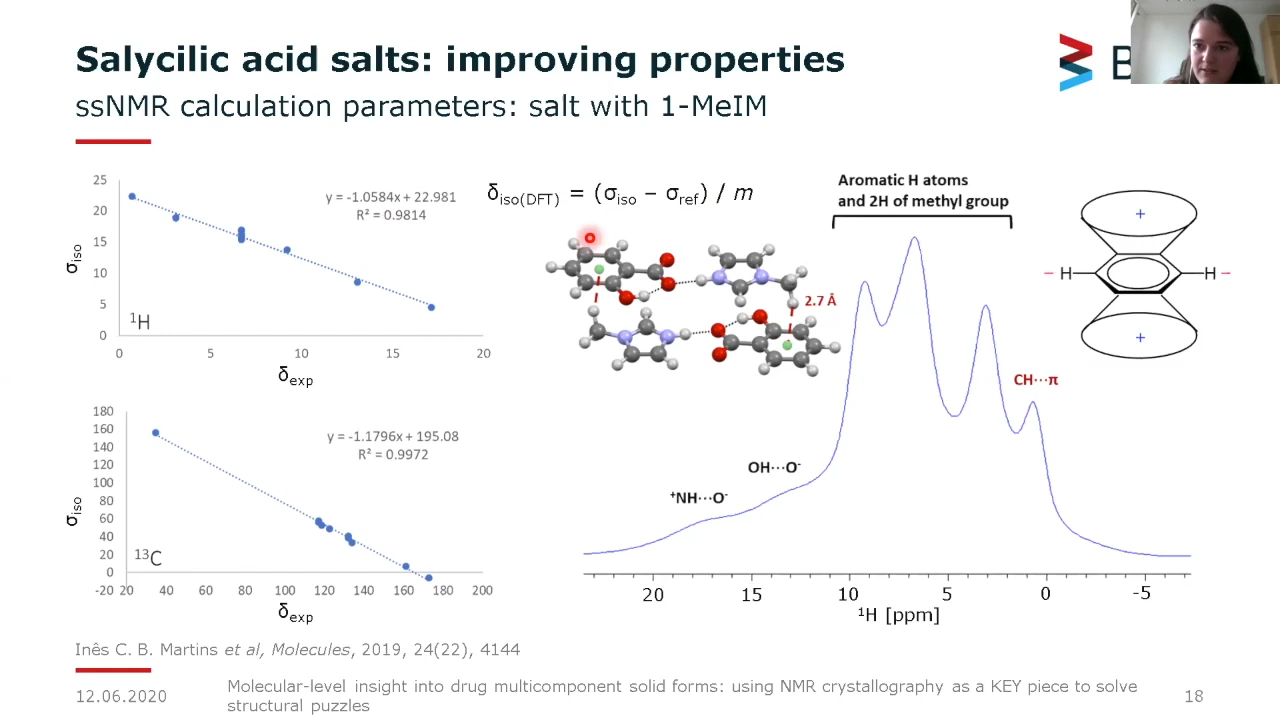 Salycilic acid salts: improving properties
ssNMR calculation parameters: salt with 1-MeIM
B
25
20
15
10
5
0
σiso
y = -1.0584x + 22.981
R² = 0.9814
¹H
0 5 10 15 20
δexp
180
160
140
120
100
80
60
40
20
0
-20
σiso
y = -1.1796x + 195.08
R² = 0.9972
¹³C
20 40 60 80 100 120 140 160 180 200
δexp
δiso(DFT) = (σiso – σref) / m
2.7 Å
Aromatic H atoms
and 2H of methyl group
CH···π
OH···O⁻
⁺NH···O⁻
20 15 10 5 0 -5
¹H [ppm]
+
− H H −
+
Inês C. B. Martins et al, Molecules, 2019, 24(22), 4144
12.06.2020
Molecular-level insight into drug multicomponent solid forms: using NMR crystallography as a KEY piece to solve
structural puzzles
18